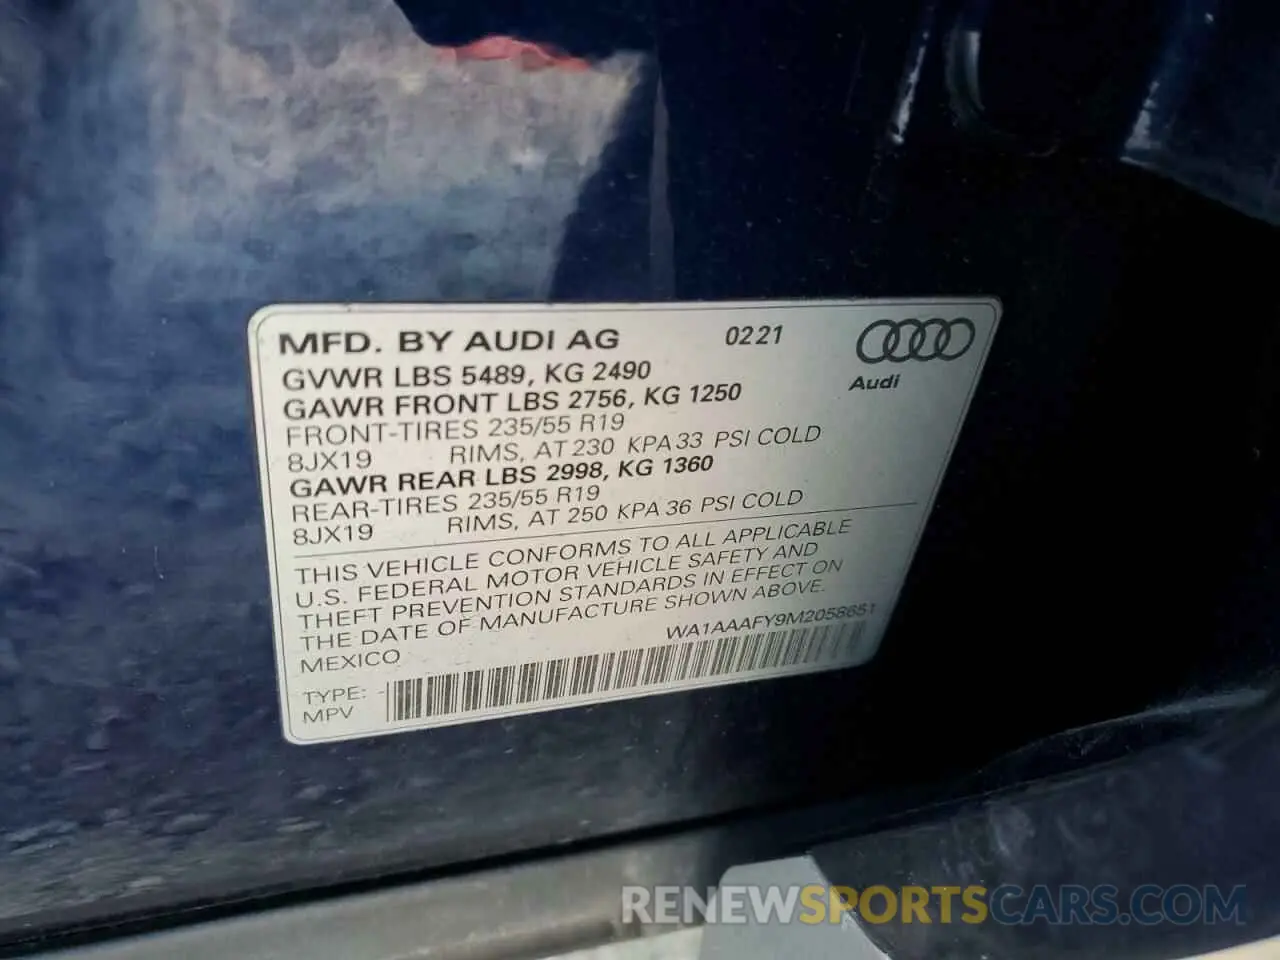 MFD. BY AUDI AG 02 21
Audi
GVWR LBS 5489, KG 2490
GAWR FRONT LBS 2756, KG 1250
FRONT-TIRES 235/55 R19
8JX19 RIMS, AT 230 KPA 33 PSI COLD
GAWR REAR LBS 2998, KG 1360
REAR-TIRES 235/55 R19
8JX19 RIMS, AT 250 KPA 36 PSI COLD
THIS VEHICLE CONFORMS TO ALL APPLICABLE
U.S. FEDERAL MOTOR VEHICLE SAFETY AND
THEFT PREVENTION STANDARDS IN EFFECT ON
THE DATE OF MANUFACTURE SHOWN ABOVE.
WA1AAAFY9M2058651
MEXICO
TYPE: -
MPV
RENEWSPORTSCARS.COM